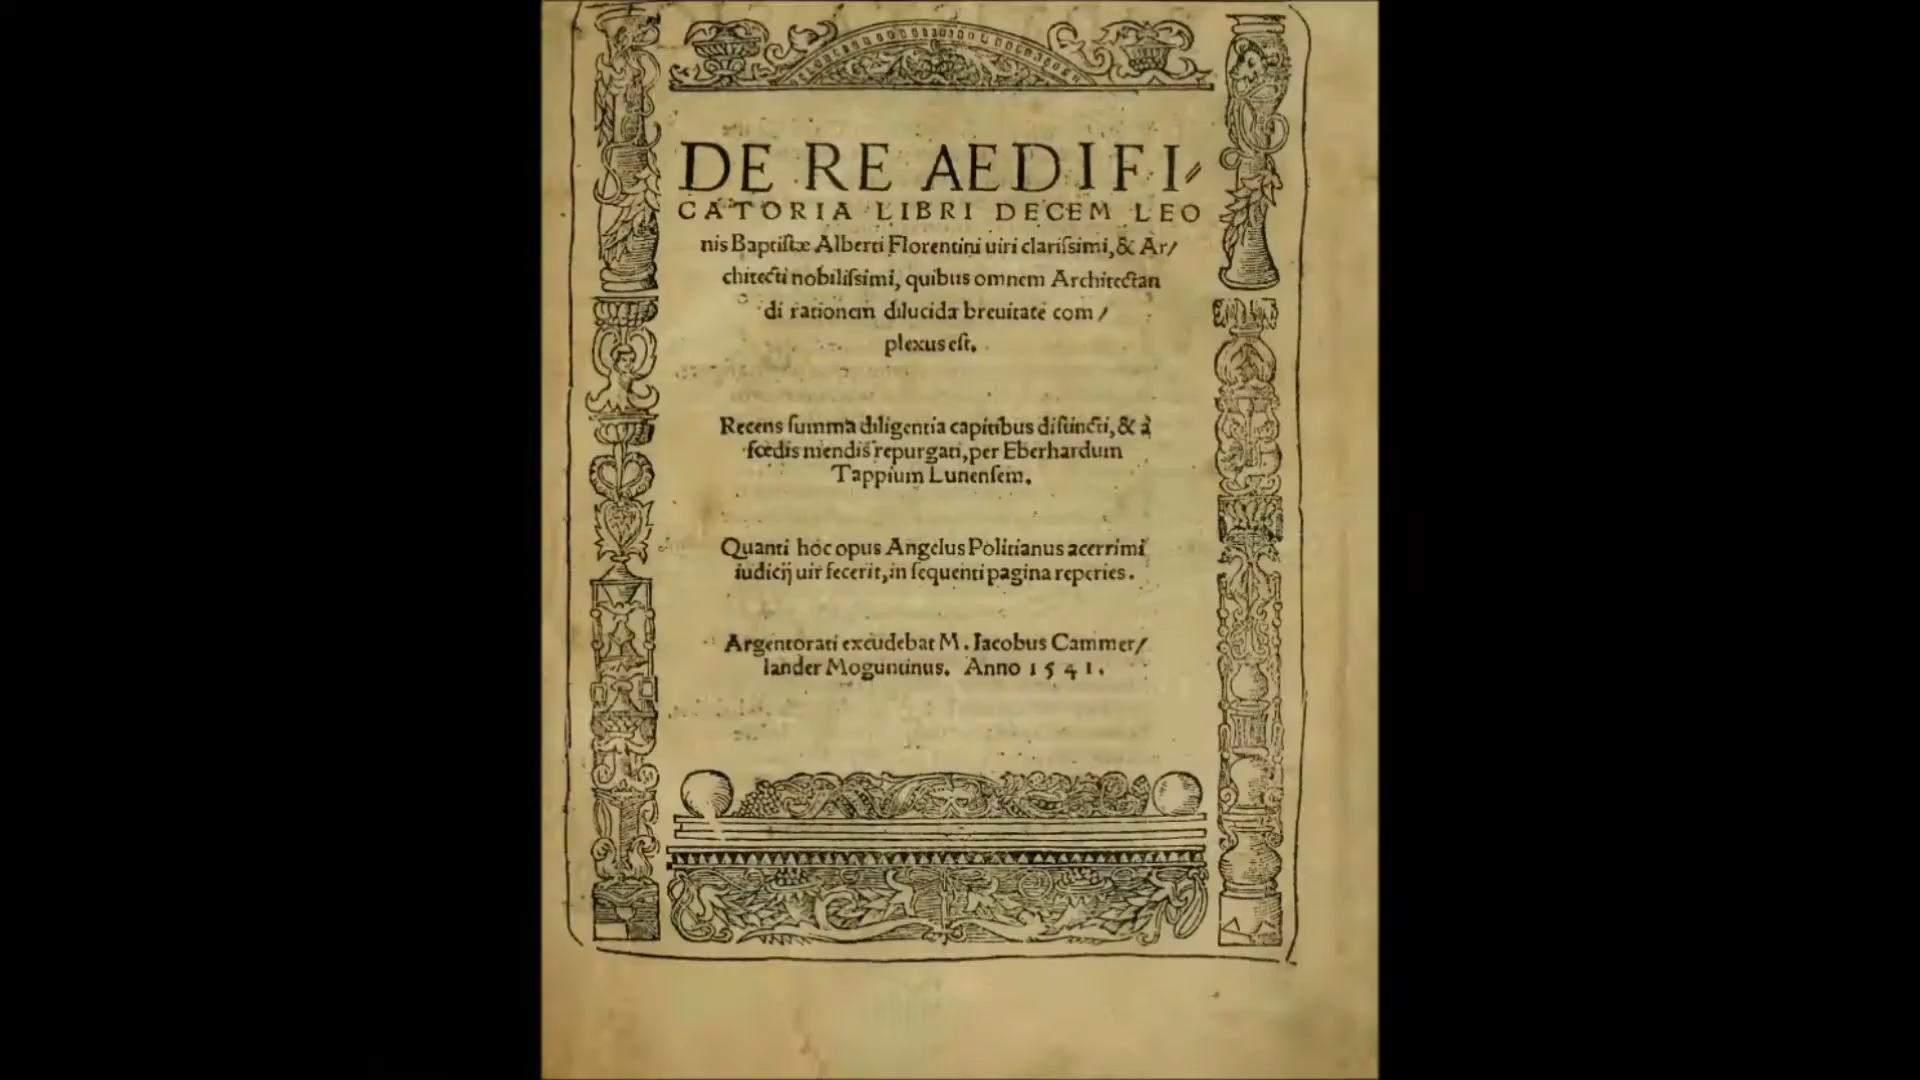 DE RE AEDIFI⸗
CATORIA LIBRI DECEM LEO
nis Baptistæ Alberti Florentini uiri clarissimi, & Ar/
chitecti nobilissimi, quibus omnem Architectan
di rationem dilucida breuitate com/
plexus est.
Recens summa diligentia capitibus distincti, & à
fœdis mendis repurgati, per Eberhardum
Tappium Lunensem.
Quanti hoc opus Angelus Politianus acerrimi
iudicij uir fecerit, in sequenti pagina reperies.
Argentorati excudebat M. Iacobus Cammer/
lander Moguntinus. Anno 1541.